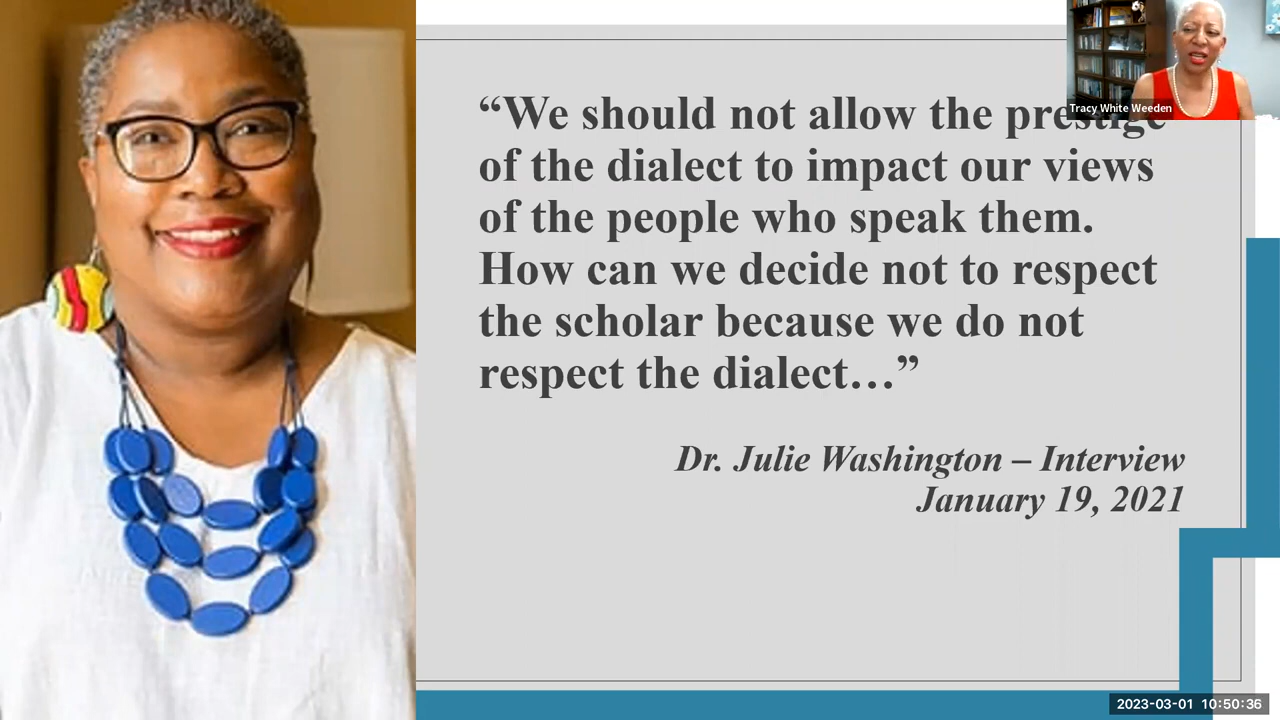 Tracy White Weeden
“We should not allow the prestige
of the dialect to impact our views
of the people who speak them.
How can we decide not to respect
the scholar because we do not
respect the dialect…”
Dr. Julie Washington – Interview
January 19, 2021
2023-03-01 10:50:36